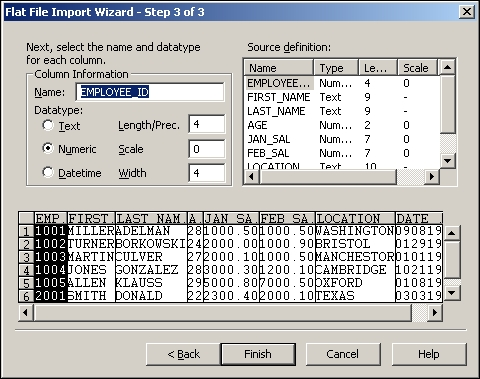 Flat File Import Wizard - Step 3 of 3
Next, select the name and datatype
for each column.
Column Information
Name: EMPLOYEE_ID
Datatype:
Text Length/Prec. 4
Numeric Scale 0
Datetime Width 4
Source definition:
Name Type Le... Scale
EMPLOYEE... Num... 4 0
FIRST_NAME Text 9 -
LAST_NAME Text 9 -
AGE Num... 2 0
JAN_SAL Num... 7 0
FEB_SAL Num... 7 0
LOCATION Text 10 -
EMP FIRST LAST NAM A JAN SA FEB SA LOCATION DATE
1 1001 MILLER ADELMAN 28 1000.50 1000.50 WASHINGTON 090819
2 1002 TURNER BORKOWSKI 24 2000.00 1000.90 BRISTOL 012919
3 1003 MARTIN CULVER 27 2000.10 1000.50 MANCHESTER 010119
4 1004 JONES GONZALEZ 28 3000.30 1200.10 CAMBRIDGE 102119
5 1005 ALLEN KLAUSS 29 5000.80 7000.50 OXFORD 010819
6 2001 SMITH DONALD 22 2300.40 2000.10 TEXAS 030319
< Back Finish Cancel Help